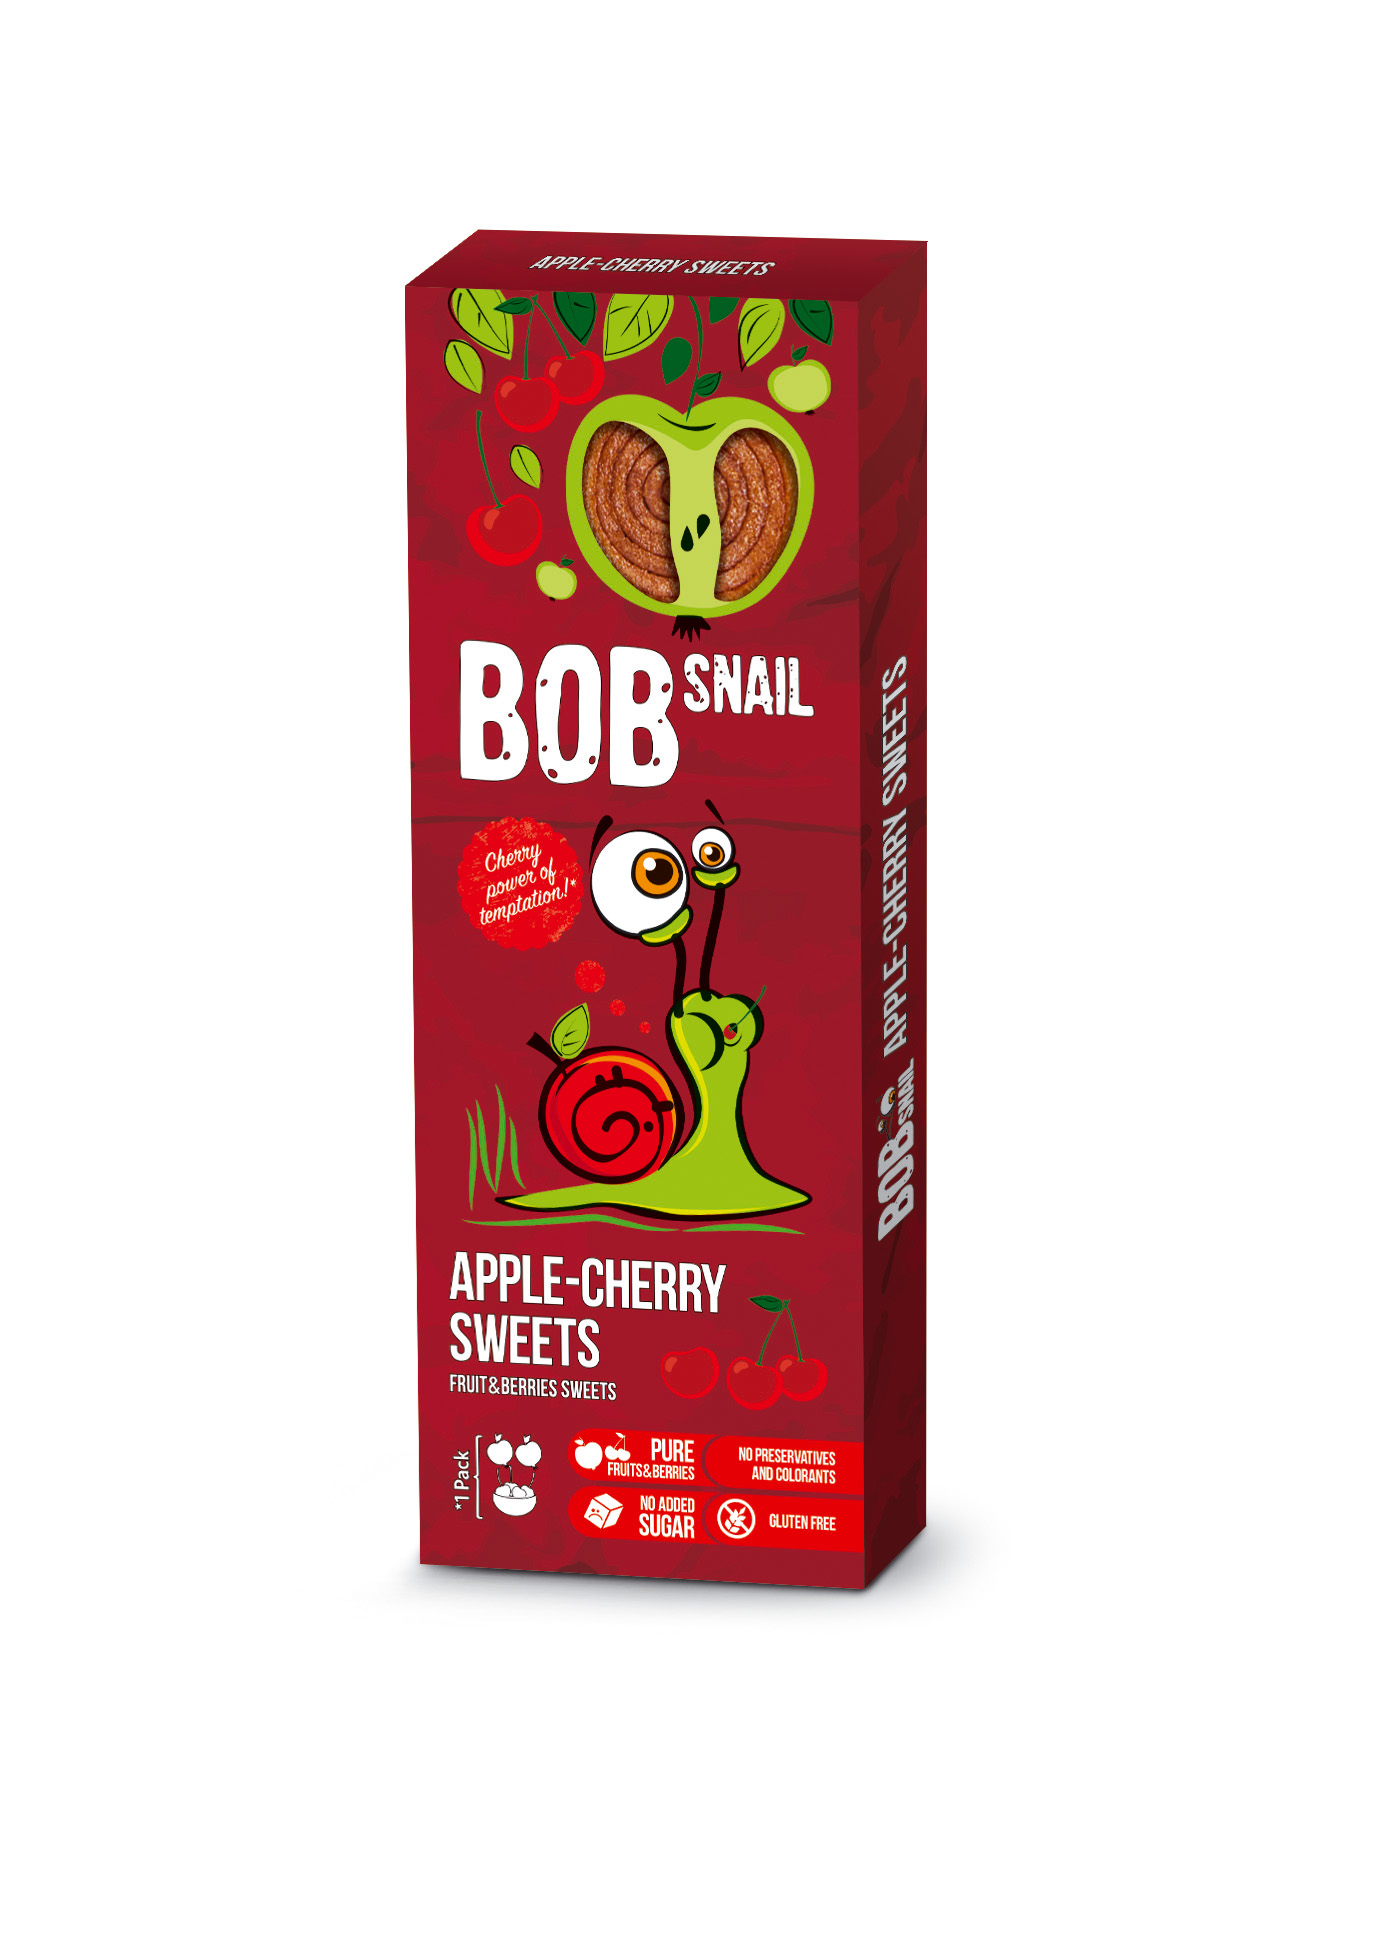 APPLE-CHERRY SWEETS
BOB SNAIL
Cherry
power of
temptation!*
APPLE-CHERRY
SWEETS
FRUIT&BERRIES SWEETS
*1 Pack
PURE
FRUITS&BERRIES
NO PRESERVATIVES
AND COLORANTS
NO ADDED
SUGAR
GLUTEN FREE
BOB SNAIL APPLE-CHERRY SWEETS